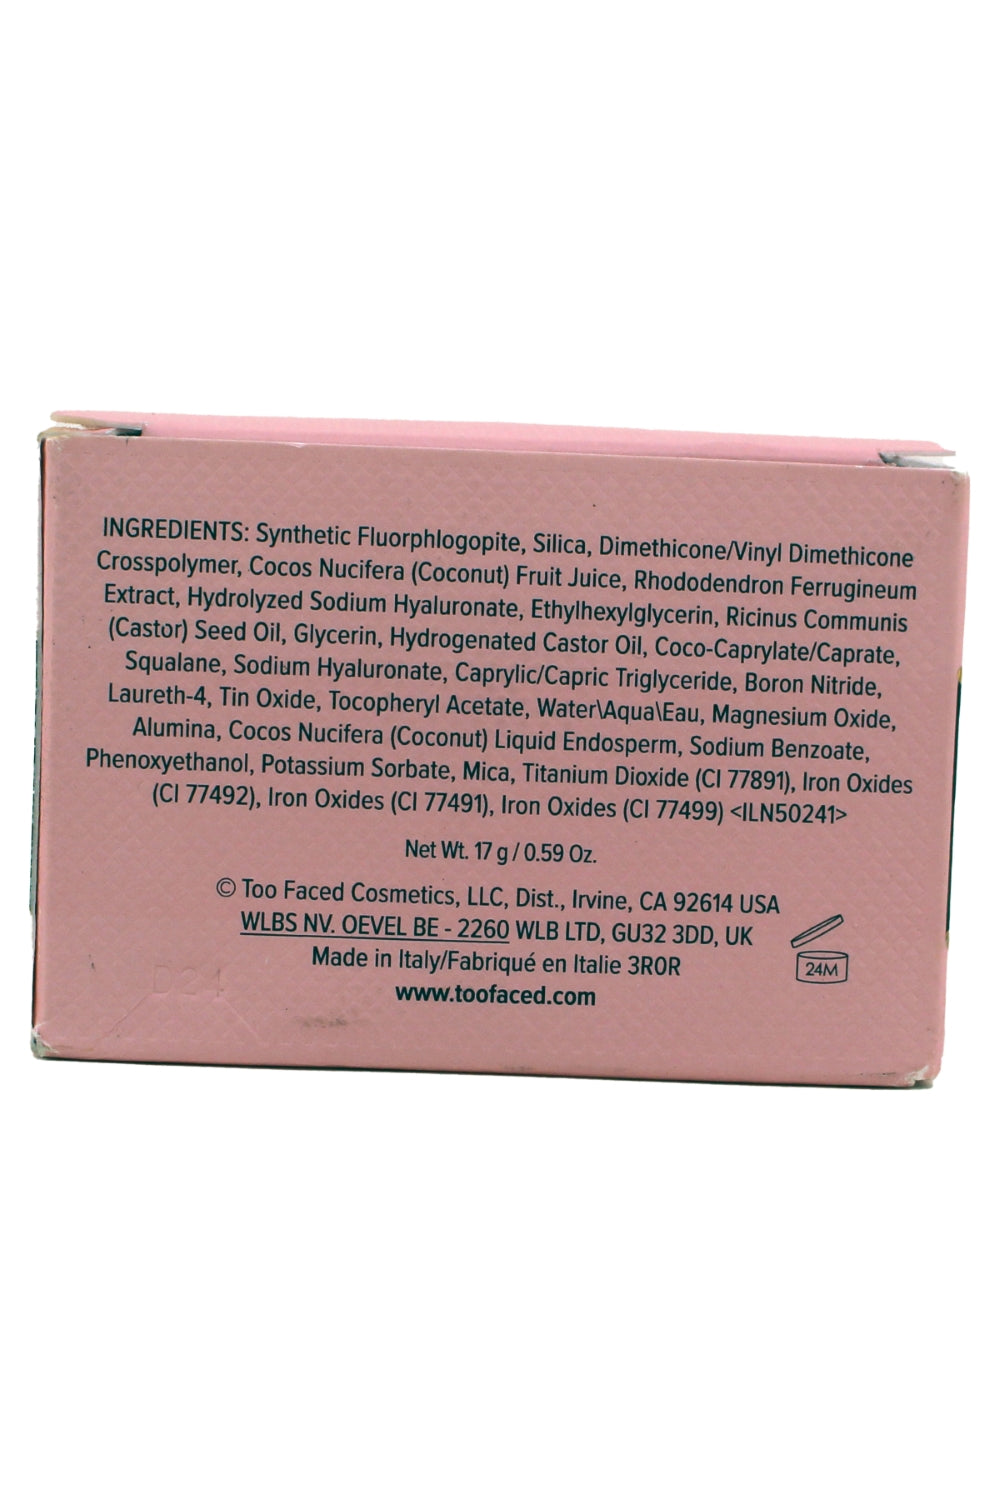 INGREDIENTS: Synthetic Fluorphlogopite, Silica, Dimethicone/Vinyl Dimethicone
Crosspolymer, Cocos Nucifera (Coconut) Fruit Juice, Rhododendron Ferrugineum
Extract, Hydrolyzed Sodium Hyaluronate, Ethylhexylglycerin, Ricinus Communis
(Castor) Seed Oil, Glycerin, Hydrogenated Castor Oil, Coco-Caprylate/Caprate,
Squalane, Sodium Hyaluronate, Caprylic/Capric Triglyceride, Boron Nitride,
Laureth-4, Tin Oxide, Tocopheryl Acetate, Water\Aqua\Eau, Magnesium Oxide,
Alumina, Cocos Nucifera (Coconut) Liquid Endosperm, Sodium Benzoate,
Phenoxyethanol, Potassium Sorbate, Mica, Titanium Dioxide (CI 77891), Iron Oxides
(CI 77492), Iron Oxides (CI 77491), Iron Oxides (CI 77499) <ILN50241>
Net Wt. 17 g / 0.59 Oz.
© Too Faced Cosmetics, LLC, Dist., Irvine, CA 92614 USA
WLBS NV. OEVEL BE - 2260 WLB LTD, GU32 3DD, UK
Made in Italy/Fabriqué en Italie 3R0R
www.toofaced.com
24M
D24